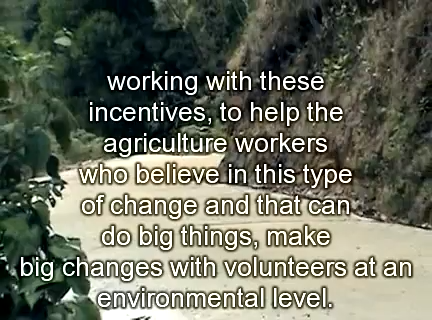 working with these
incentives, to help the
agriculture workers
who believe in this type
of change and that can
do big things, make
big changes with volunteers at an
environmental level.